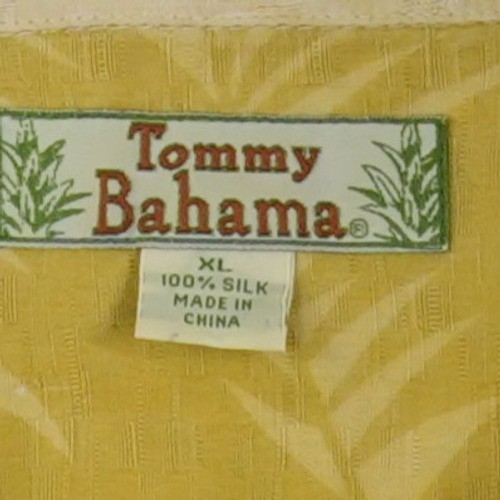 Tommy
Bahama®
XL
100% SILK
MADE IN
CHINA